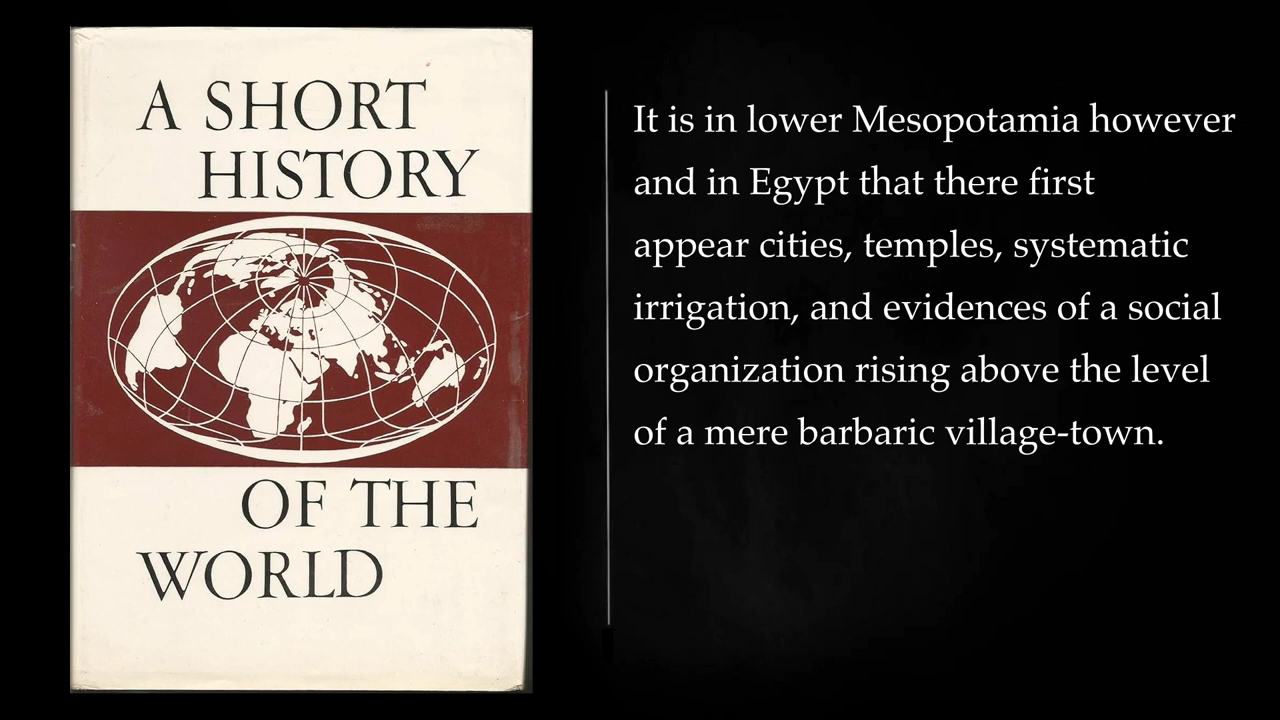 A SHORT
HISTORY
OF THE
WORLD
It is in lower Mesopotamia however
and in Egypt that there first
appear cities, temples, systematic
irrigation, and evidences of a social
organization rising above the level
of a mere barbaric village-town.